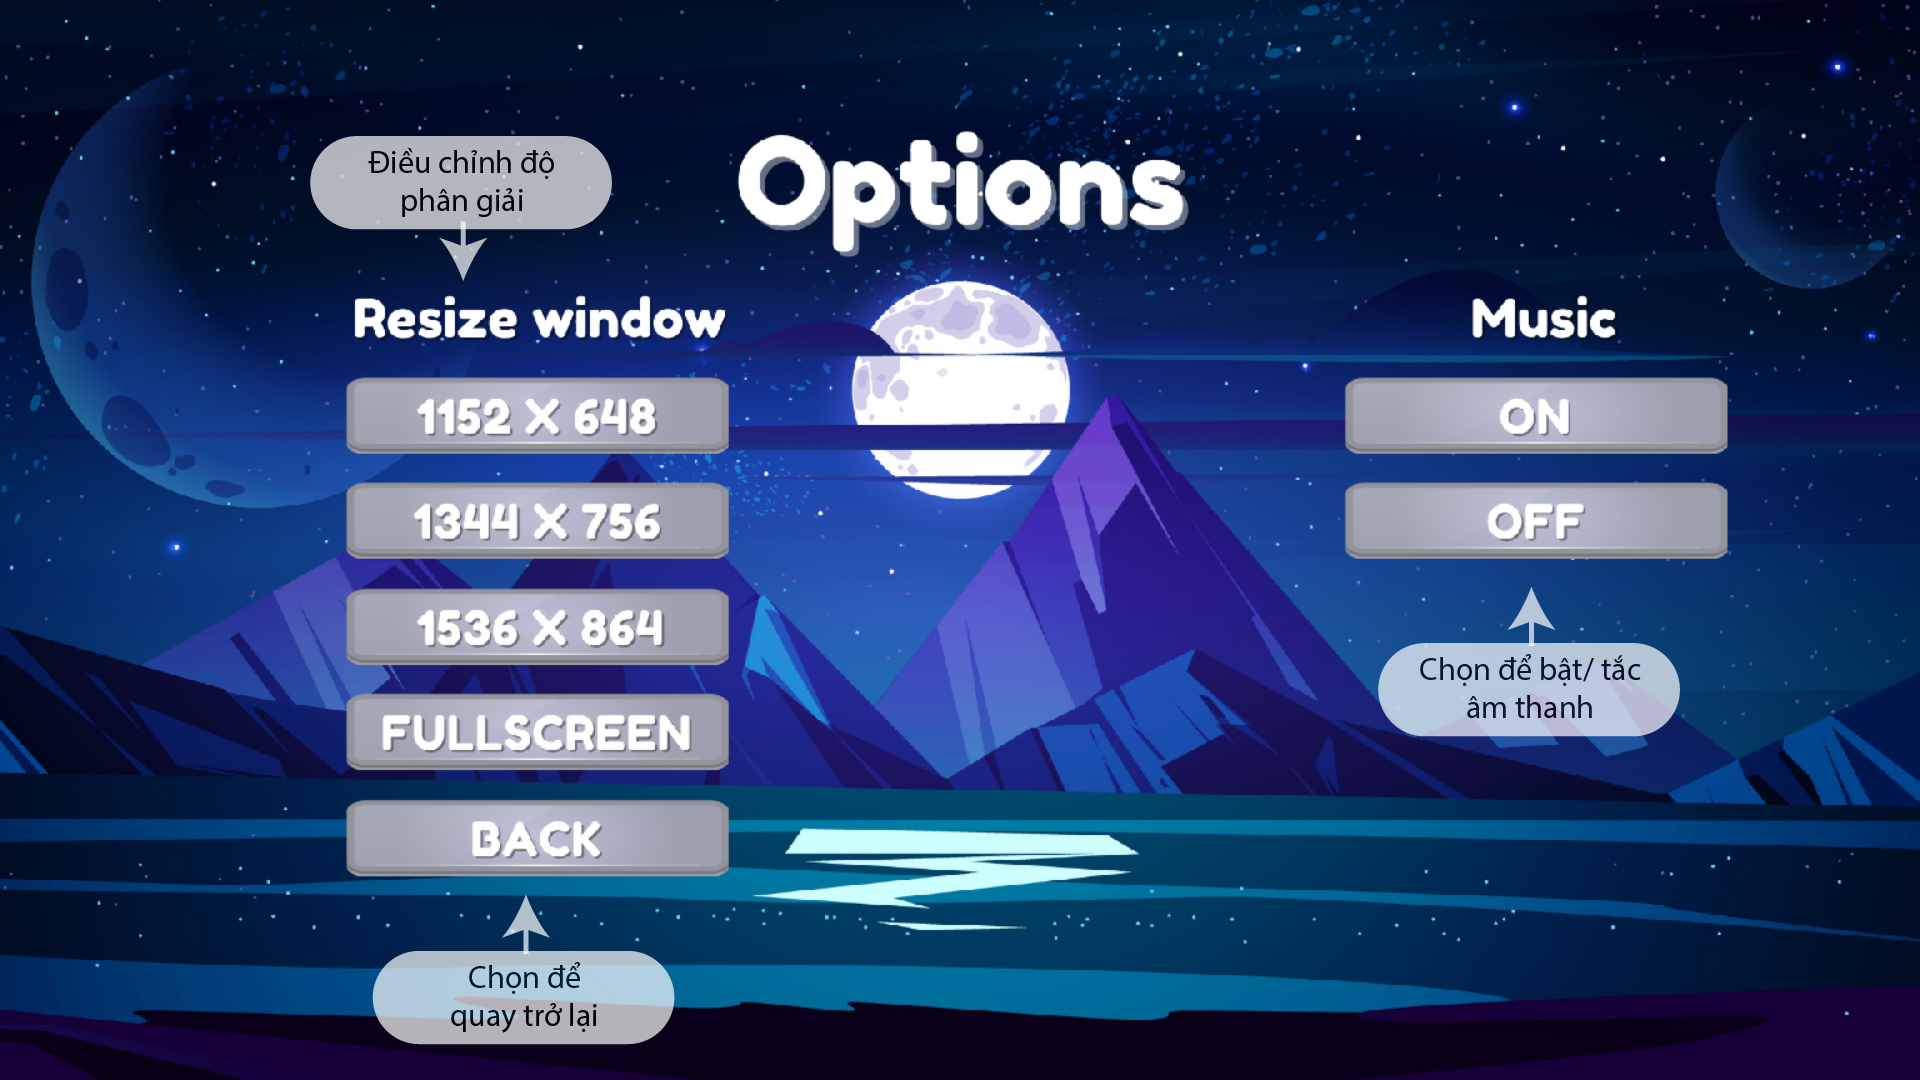 Options
Điều chỉnh độ
phân giải
Resize window
1152 X 648
1344 X 756
1536 X 864
FULLSCREEN
BACK
Chọn để
quay trở lại
Music
ON
OFF
Chọn để bật/ tắc
âm thanh